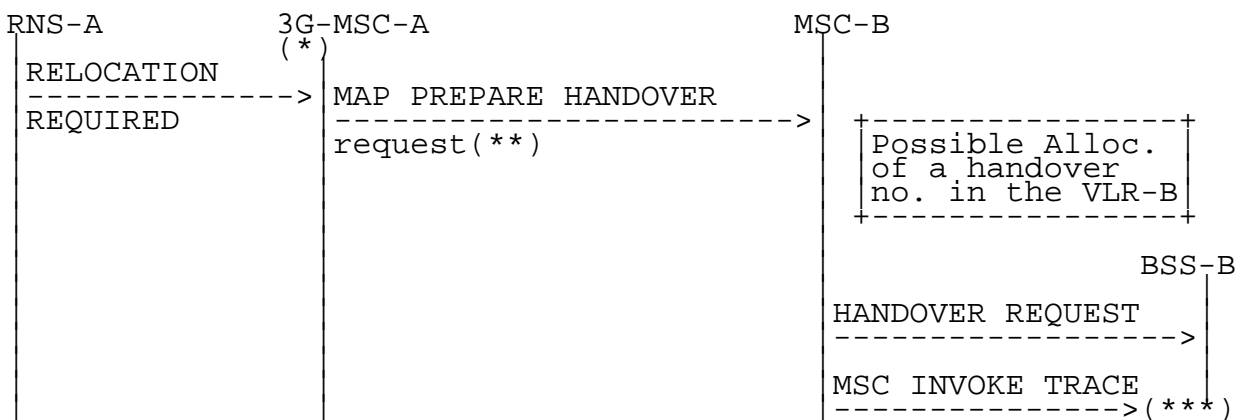 RNS-A 3G-MSC-A MSC-B
(*)
RELOCATION
MAP PREPARE HANDOVER
REQUIRED
request(**)
Possible Alloc.
of a handover
no. in the VLR-B
BSS-B
HANDOVER REQUEST
MSC INVOKE TRACE
(***)